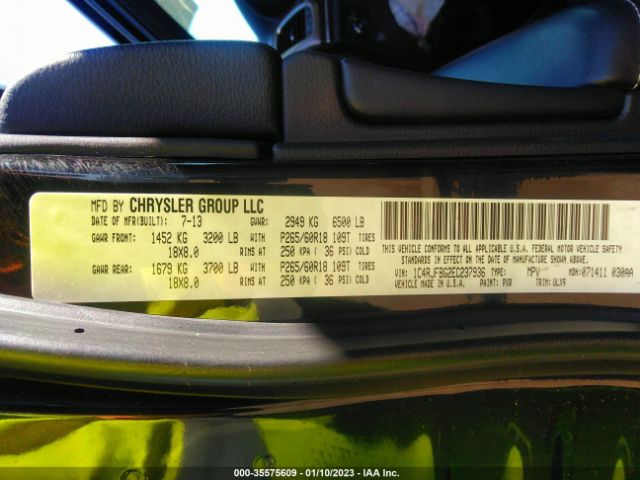 MFD BY CHRYSLER GROUP LLC
DATE OF MFR(BUILT): 7-13 GVWR: 2949 KG 6500 LB
GAWR FRONT: 1452 KG 3200 LB WITH P265/60R18 109T TIRES
18X8.0 RIMS AT 250 KPA ( 36 PSI) COLD
GAWR REAR: 1679 KG 3700 LB WITH P265/60R18 109T TIRES
18X8.0 RIMS AT 250 KPA ( 36 PSI) COLD
THIS VEHICLE CONFORMS TO ALL APPLICABLE U.S.A. FEDERAL MOTOR VEHICLE SAFETY,
BUMPER, AND THEFT PREVENTION STANDARDS IN EFFECT ON THE DATE
OF MANUFACTURE SHOWN ABOVE.
VIN: 1C4RJFBG2EC237936 TYPE: MPV MDH: 071411 030AA
VEHICLE MADE IN U.S.A. PAINT: PXR TRIM: ULX9
000-35575609 - 01/10/2023 - IAA Inc.